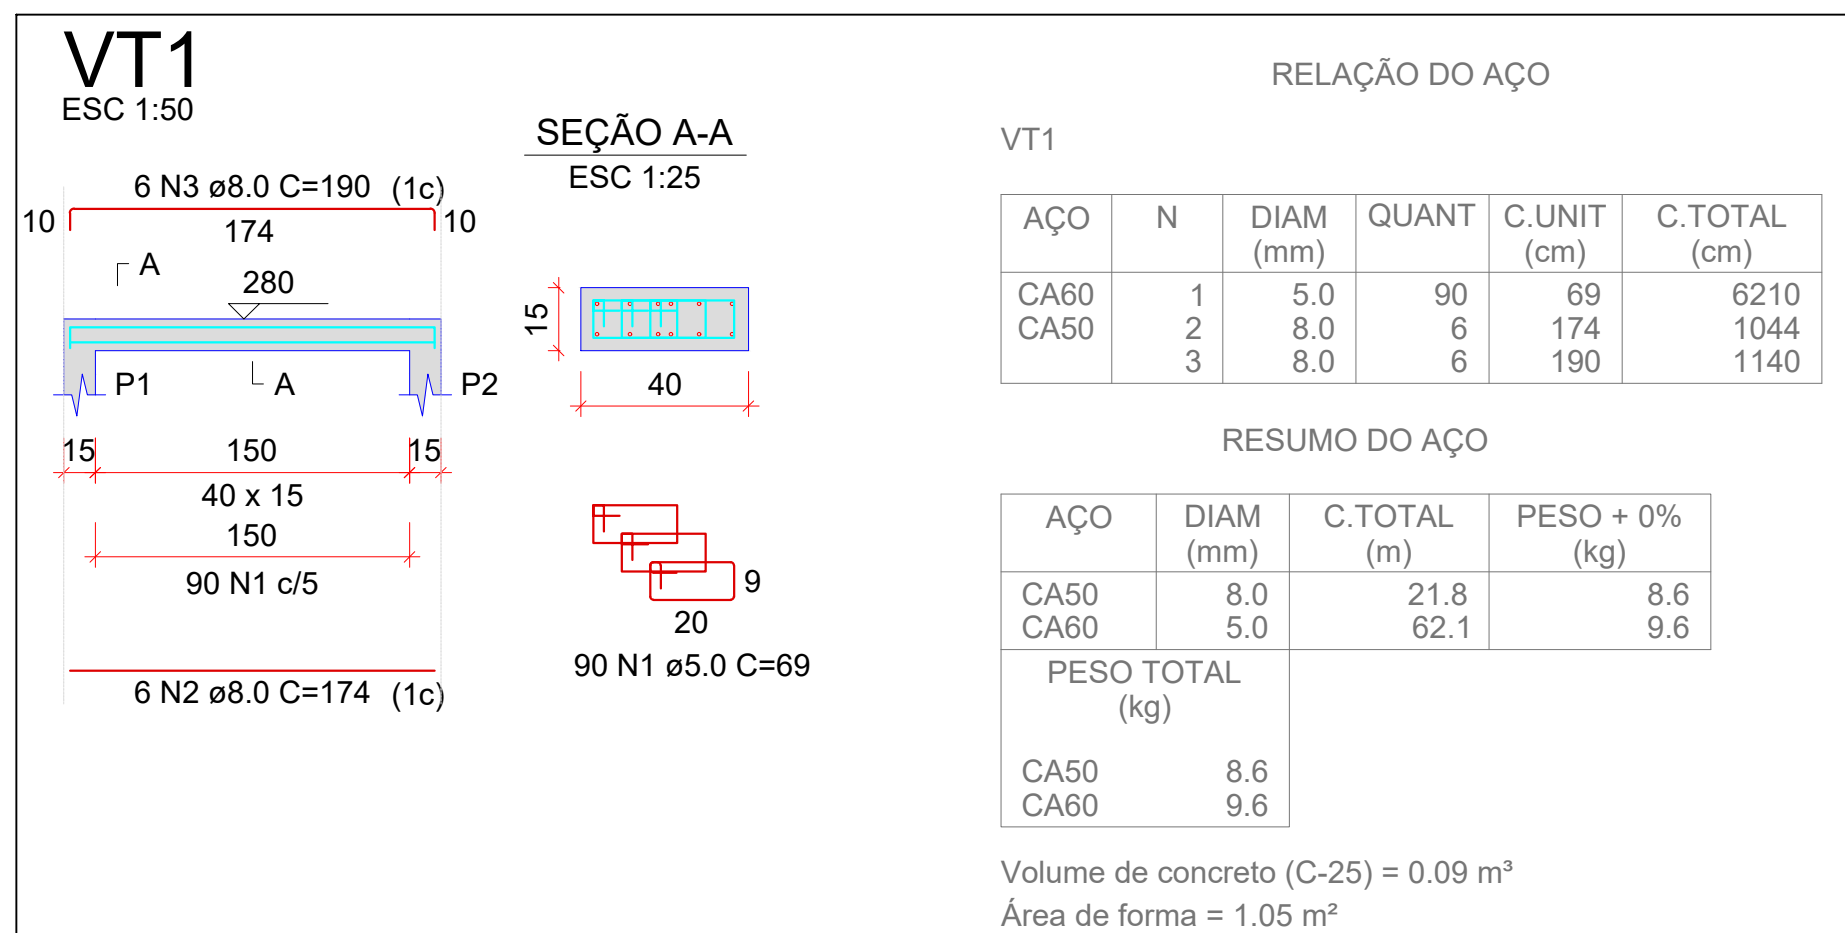 VT1
ESC 1:50
6 N3 ø8.0 C=190 (1c)
10
174
10
A
280
P1
A
P2
15
150
15
40 x 15
150
90 N1 c/5
6 N2 ø8.0 C=174 (1c)
SEÇÃO A-A
ESC 1:25
15
40
9
20
90 N1 ø5.0 C=69
RELAÇÃO DO AÇO
VT1
AÇO N DIAM QUANT C.UNIT C.TOTAL
(mm) (cm) (cm)
CA60 1 5.0 90 69 6210
CA50 2 8.0 6 174 1044
3 8.0 6 190 1140
RESUMO DO AÇO
AÇO DIAM C.TOTAL PESO + 0%
(mm) (m) (kg)
CA50 8.0 21.8 8.6
CA60 5.0 62.1 9.6
PESO TOTAL
(kg)
CA50 8.6
CA60 9.6
Volume de concreto (C-25) = 0.09 m³
Área de forma = 1.05 m²